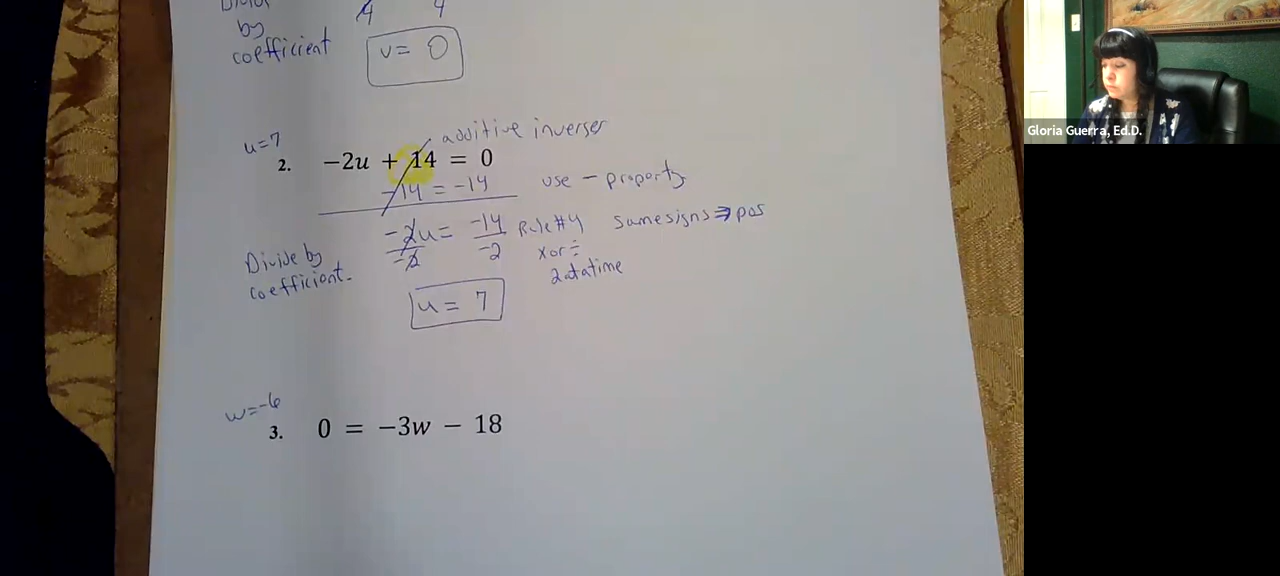 by
coefficient
4 4
v = 0
u=7
additive inverser
2. −2u + 14 = 0
-14 = -14
use - property
-2u = -14
-2 -2
Rule #4
same signs ⇒ pos
x or ÷
2 at a time
Divide by
coefficient.
u = 7
w=-6
3. 0 = −3w − 18
Gloria Guerra, Ed.D.